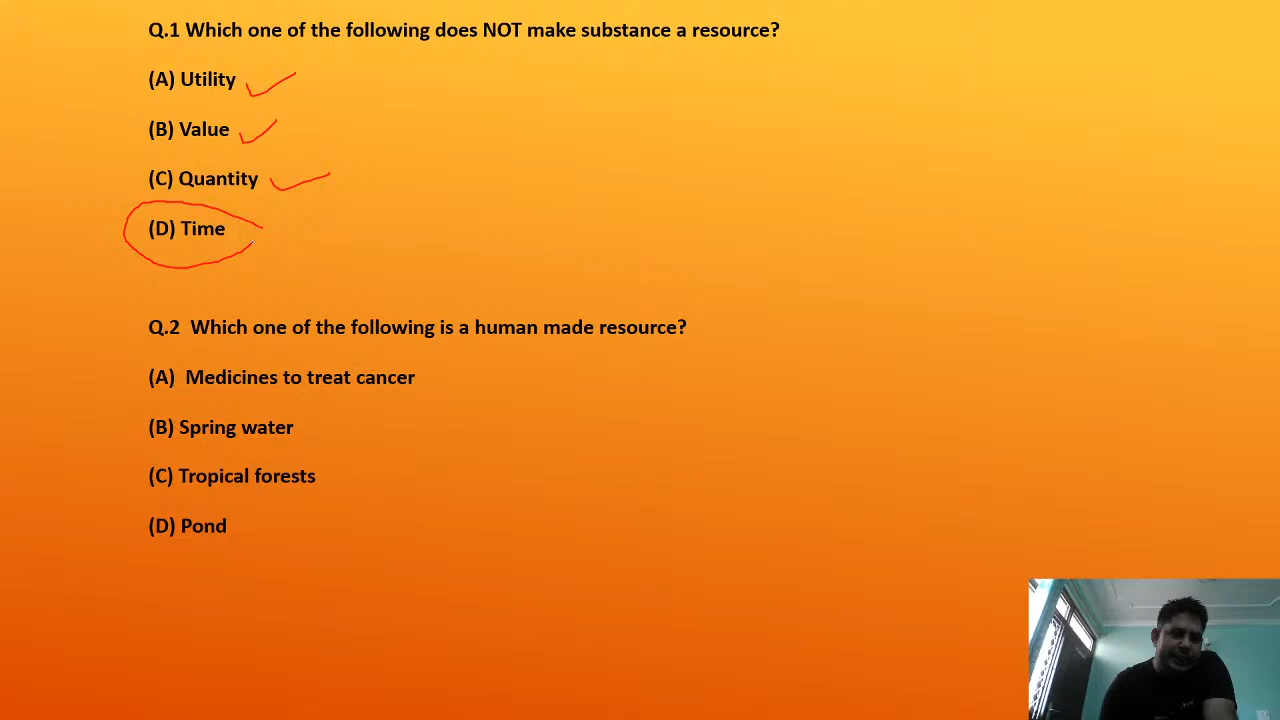 Q.1 Which one of the following does NOT make substance a resource?
(A) Utility
(B) Value
(C) Quantity
(D) Time
Q.2  Which one of the following is a human made resource?
(A)  Medicines to treat cancer
(B) Spring water
(C) Tropical forests
(D) Pond